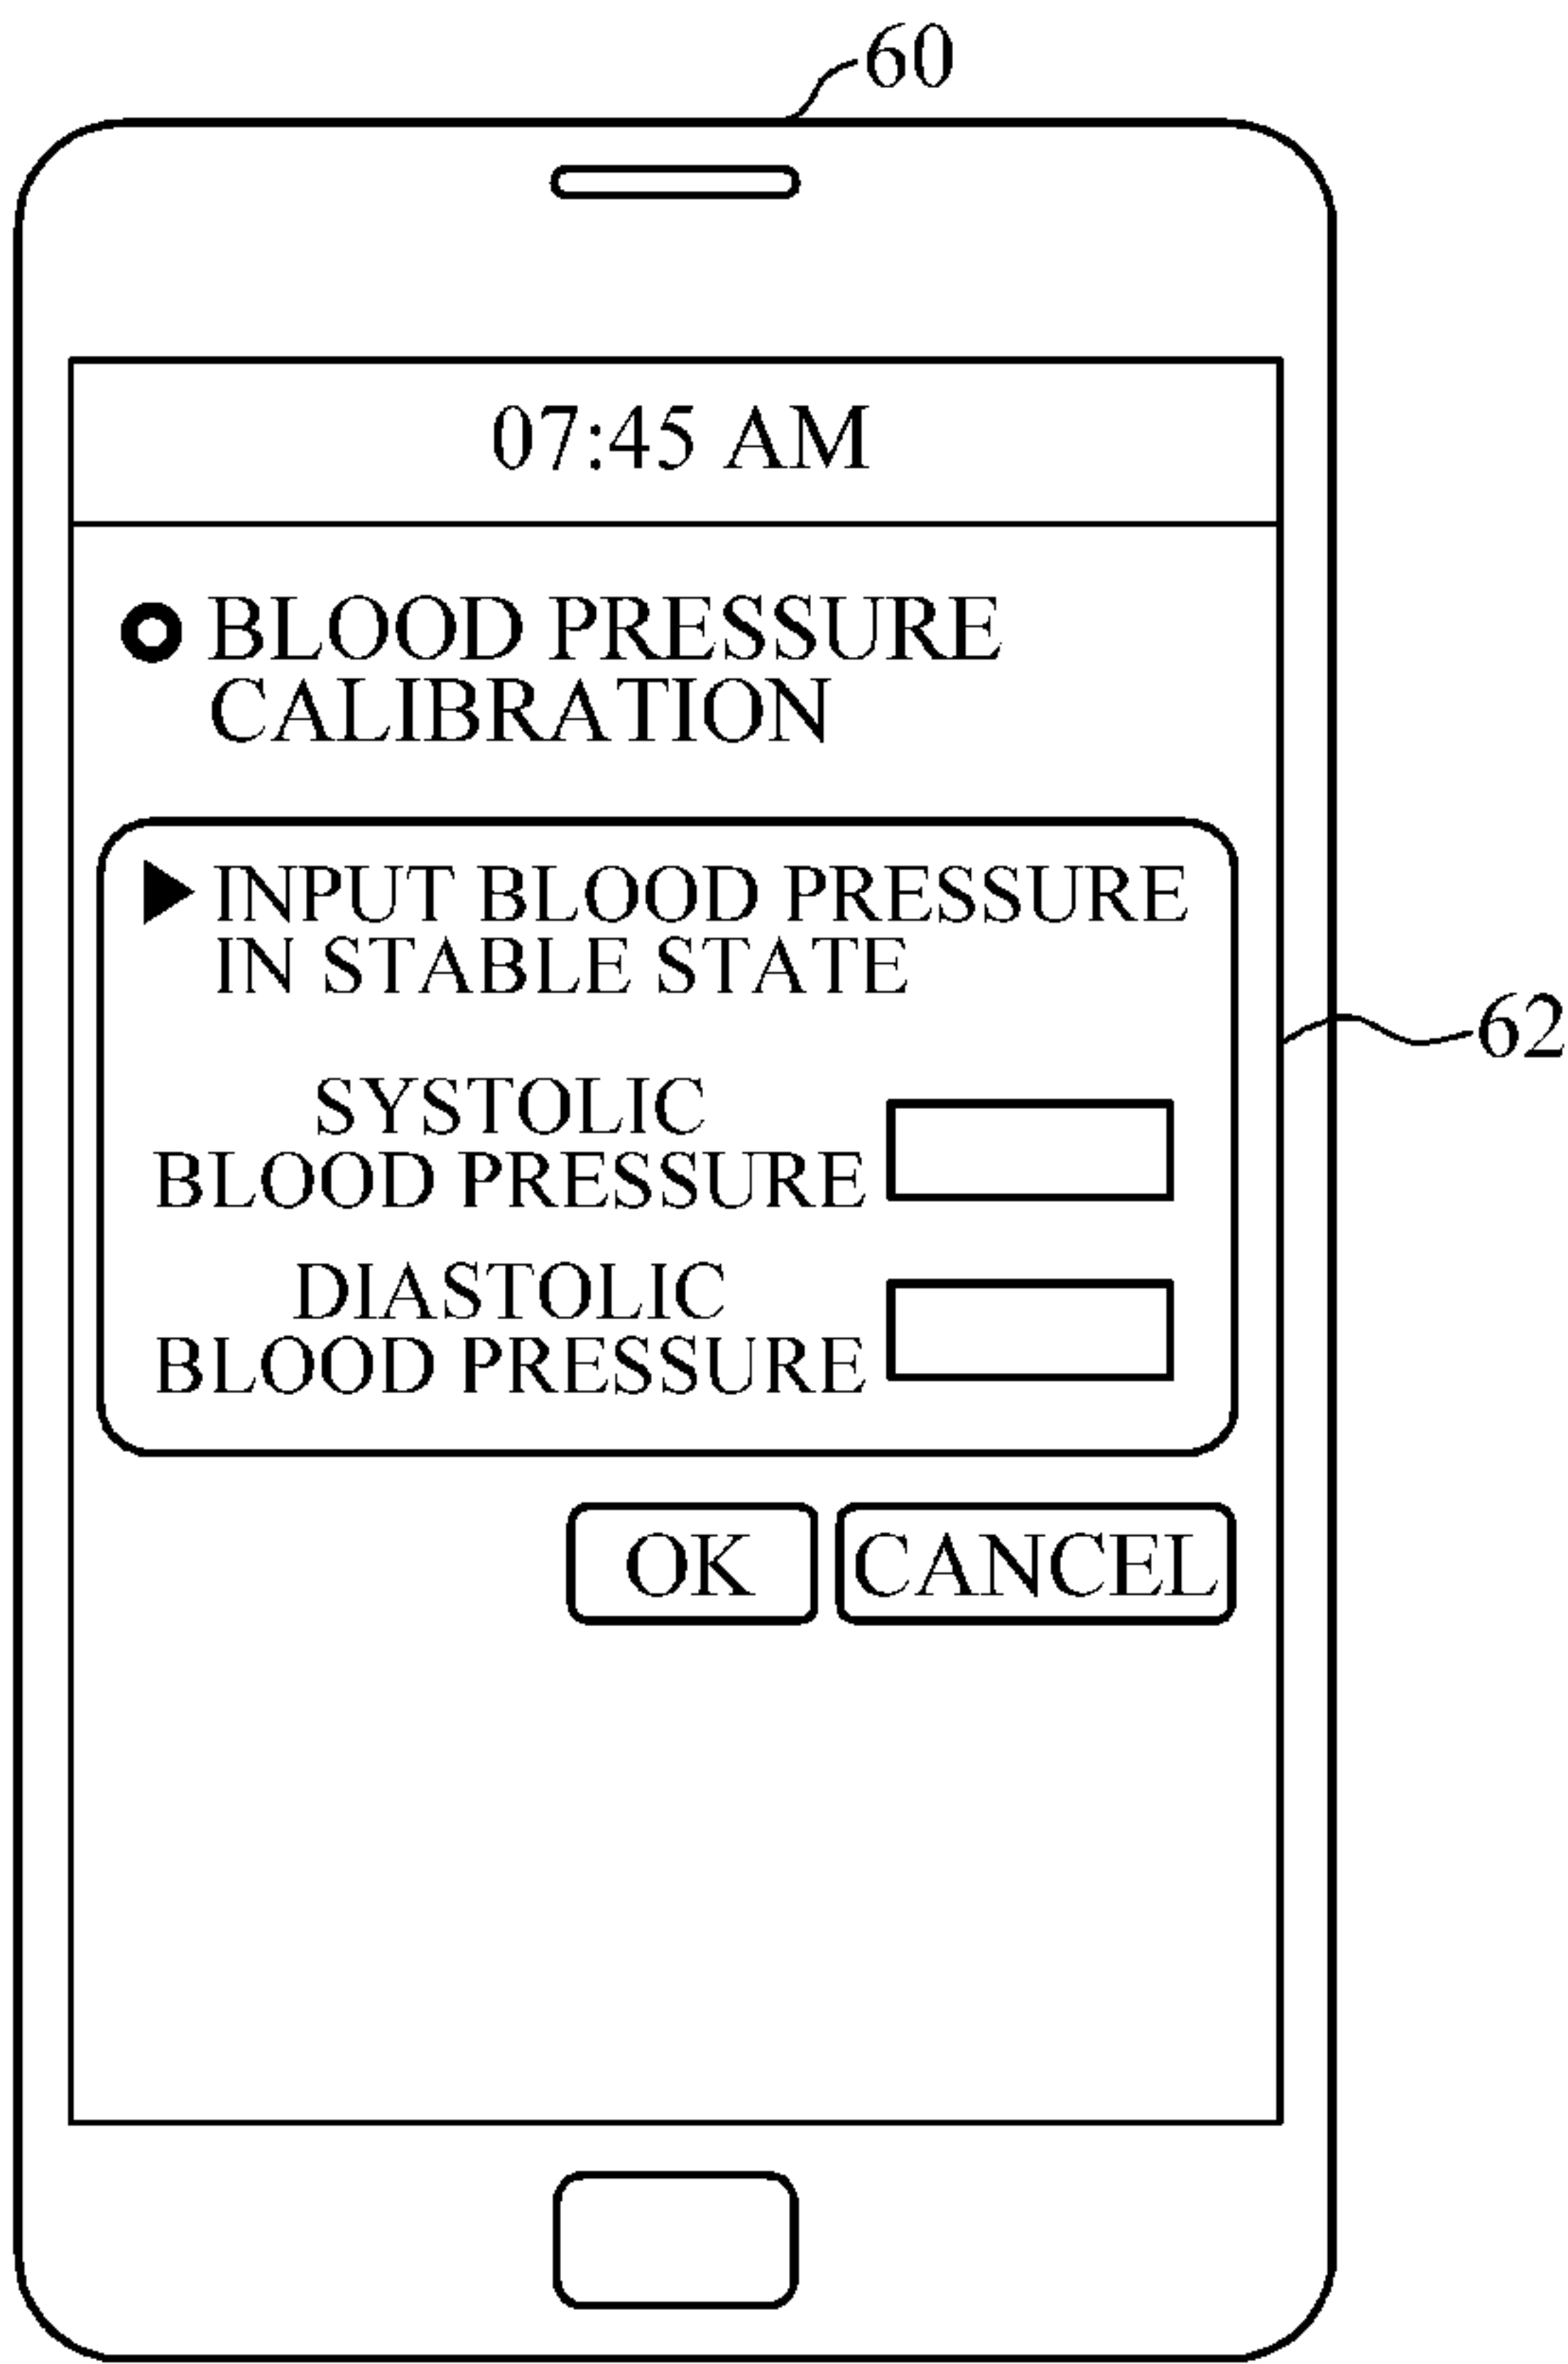 60
07:45 AM
BLOOD PRESSURE
CALIBRATION
INPUT BLOOD PRESSURE
IN STABLE STATE
62
SYSTOLIC
BLOOD PRESSURE
DIASTOLIC
BLOOD PRESSURE
OK
CANCEL